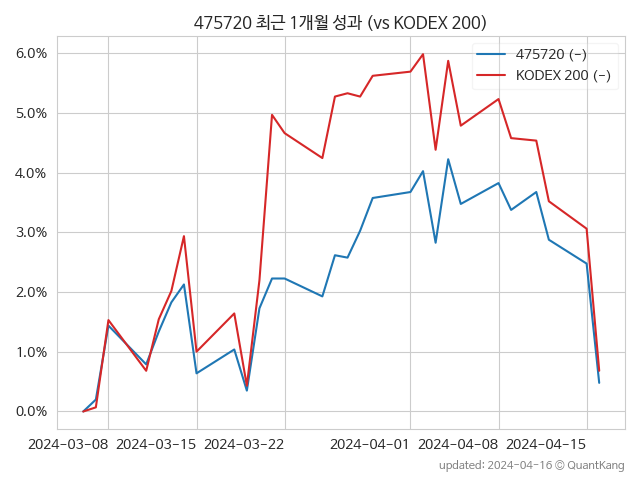 475720 최근 1개월 성과 (vs KODEX 200)
475720 (-)
KODEX 200 (-)
6.0%
5.0%
4.0%
3.0%
2.0%
1.0%
0.0%
2024-03-08 2024-03-15 2024-03-22 2024-04-01 2024-04-08 2024-04-15
updated: 2024-04-16 © QuantKang